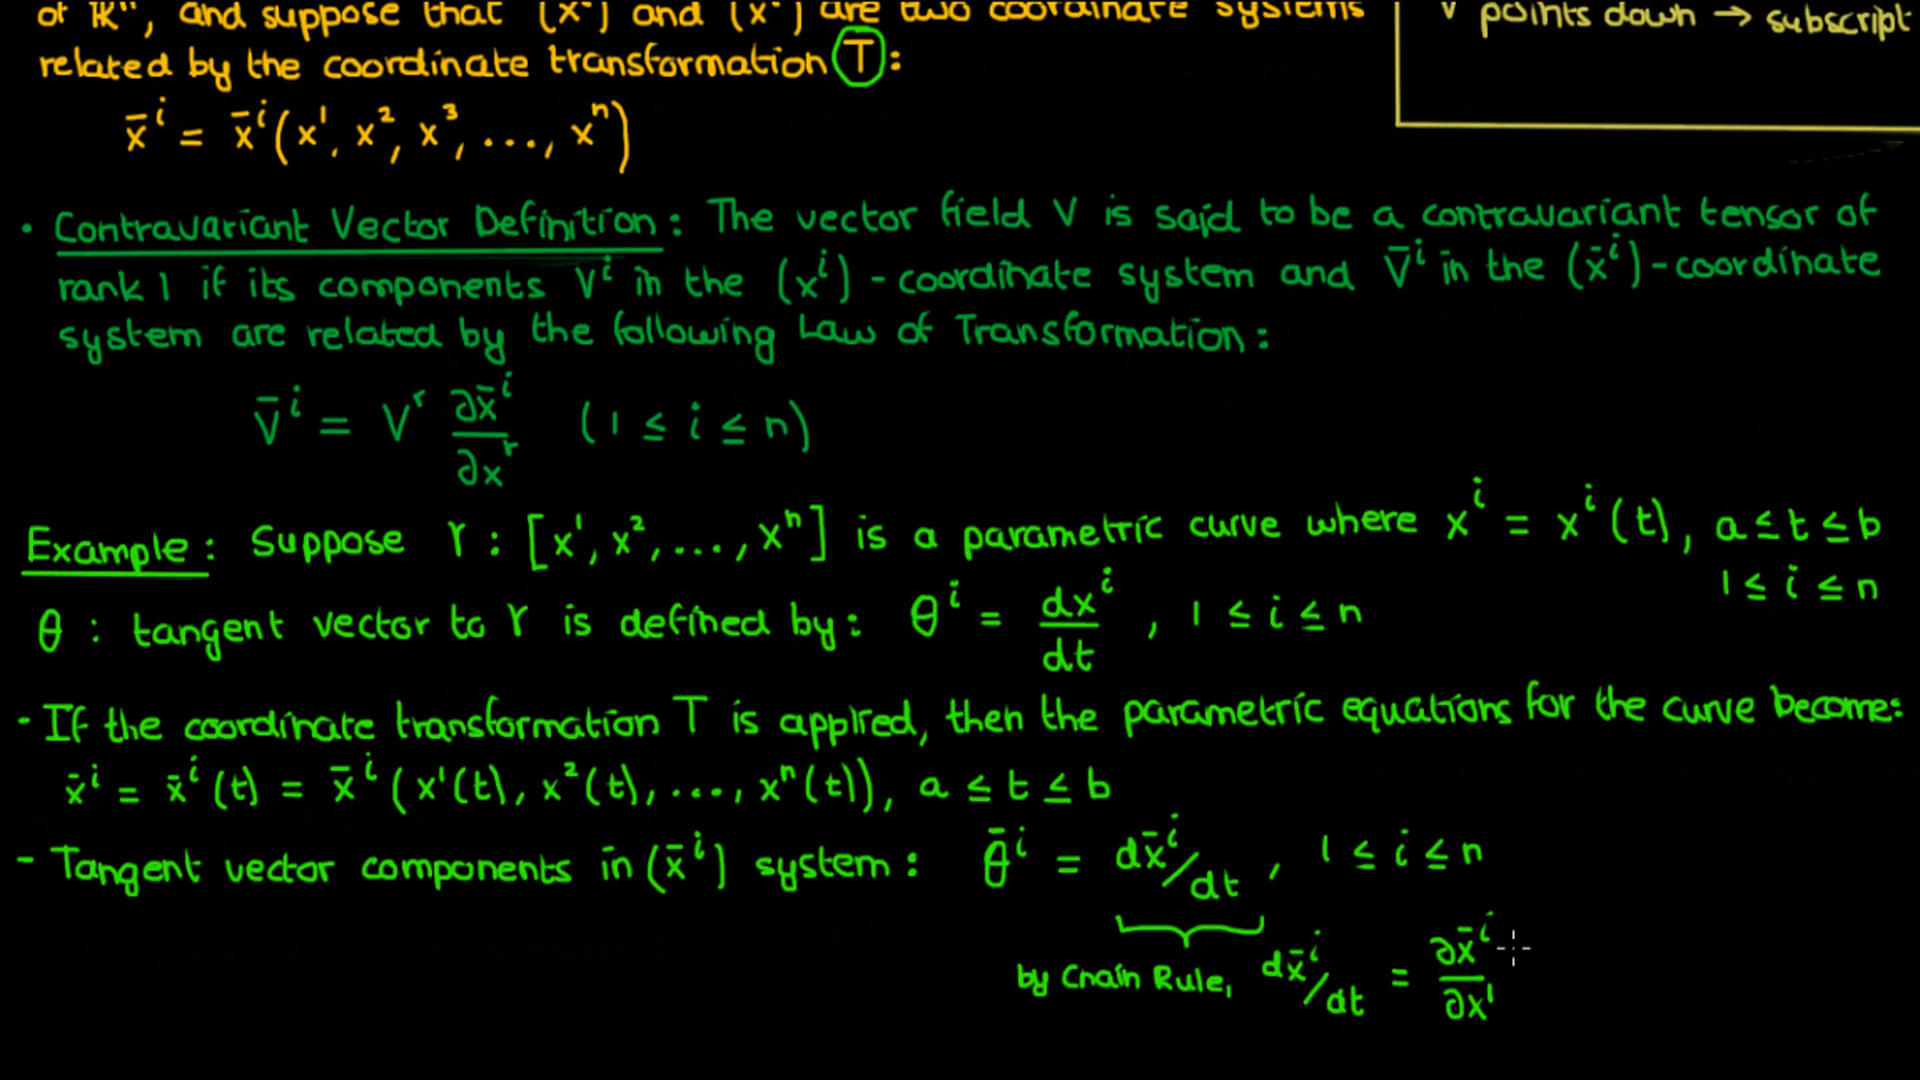 of ℝⁿ, and suppose that (xⁱ) and (x̄ⁱ) are two coordinate systems
related by the coordinate transformation T:
x̄ⁱ = x̄ⁱ(x¹, x², x³, ..., xⁿ)
V points down → subscript
• Contravariant Vector Definition: The vector field V is said to be a contravariant tensor of
rank 1 if its components Vⁱ in the (xⁱ)-coordinate system and V̄ⁱ in the (x̄ⁱ)-coordinate
system are related by the following Law of Transformation:
V̄ⁱ = Vʳ ∂x̄ⁱ/∂xʳ (1 ≤ i ≤ n)
Example: Suppose γ: [x¹, x², ..., xⁿ] is a parametric curve where xⁱ = xⁱ(t), a ≤ t ≤ b
1 ≤ i ≤ n
θ: tangent vector to γ is defined by: θⁱ = dxⁱ/dt, 1 ≤ i ≤ n
- If the coordinate transformation T is applied, then the parametric equations for the curve become:
x̄ⁱ = x̄ⁱ(t) = x̄ⁱ(x¹(t), x²(t), ..., xⁿ(t)), a ≤ t ≤ b
- Tangent vector components in (x̄ⁱ) system: θ̄ⁱ = dx̄ⁱ/dt, 1 ≤ i ≤ n
by Chain Rule, dx̄ⁱ/dt = ∂x̄ⁱ/∂x¹